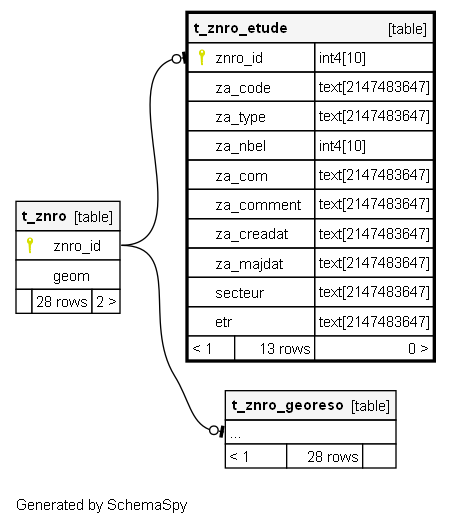 t_znro_etude [table]
znro_id int4[10]
za_code text[2147483647]
za_type text[2147483647]
za_nbel int4[10]
za_com text[2147483647]
za_comment text[2147483647]
za_creadat text[2147483647]
za_majdat text[2147483647]
secteur text[2147483647]
etr text[2147483647]
< 1 13 rows 0 >
t_znro [table]
znro_id
geom
28 rows 2 >
t_znro_georeso [table]
...
< 1 28 rows
Generated by SchemaSpy